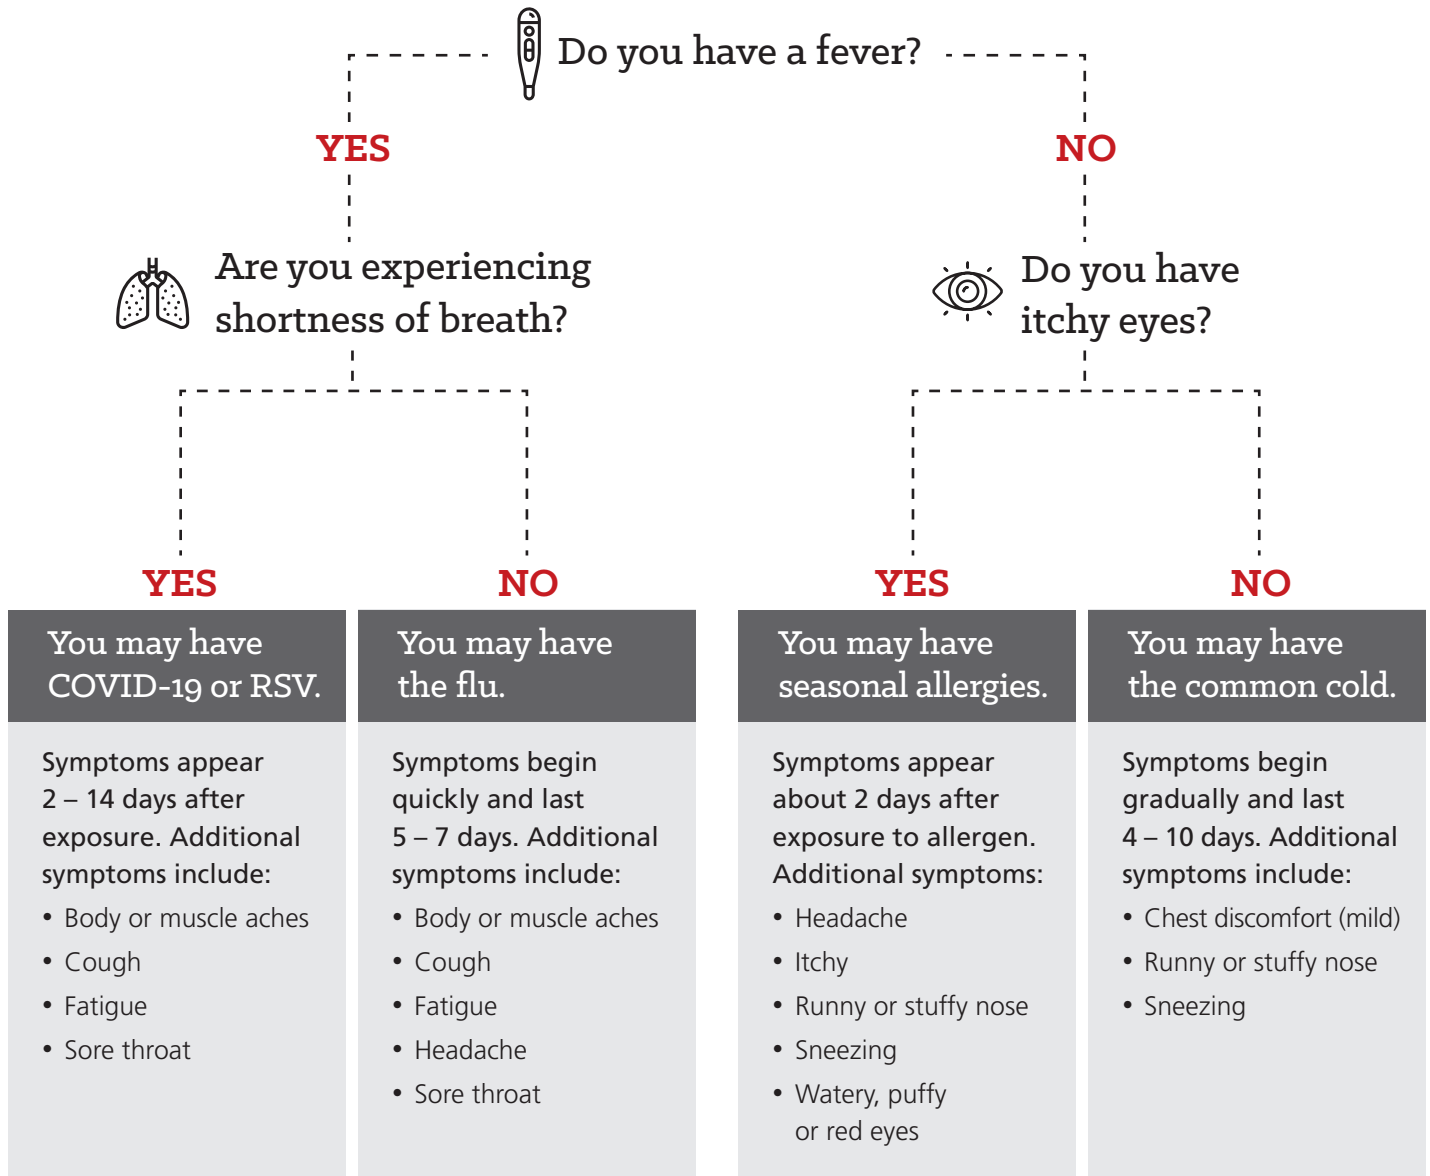 Do you have a fever?
YES
NO
Are you experiencing
shortness of breath?
Do you have
itchy eyes?
YES
NO
YES
NO
You may have
COVID-19 or RSV.
Symptoms appear
2 – 14 days after
exposure. Additional
symptoms include:
• Body or muscle aches
• Cough
• Fatigue
• Sore throat
You may have
the flu.
Symptoms begin
quickly and last
5 – 7 days. Additional
symptoms include:
• Body or muscle aches
• Cough
• Fatigue
• Headache
• Sore throat
You may have
seasonal allergies.
Symptoms appear
about 2 days after
exposure to allergen.
Additional symptoms:
• Headache
• Itchy
• Runny or stuffy nose
• Sneezing
• Watery, puffy
or red eyes
You may have
the common cold.
Symptoms begin
gradually and last
4 – 10 days. Additional
symptoms include:
• Chest discomfort (mild)
• Runny or stuffy nose
• Sneezing